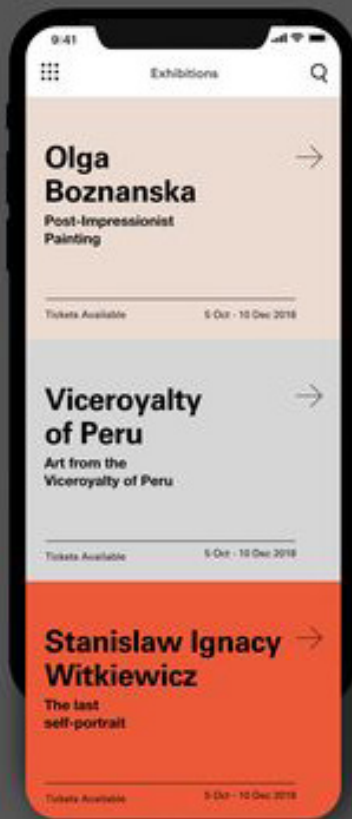 9:41
Exhibitions
Olga
Boznanska
Post-Impressionist
Painting
Tickets Available 5 Oct - 10 Dec 2018
Viceroyalty
of Peru
Art from the
Viceroyalty of Peru
Tickets Available 5 Oct - 10 Dec 2018
Stanislaw Ignacy
Witkiewicz
The last
self-portrait
Tickets Available 5 Oct - 10 Dec 2018